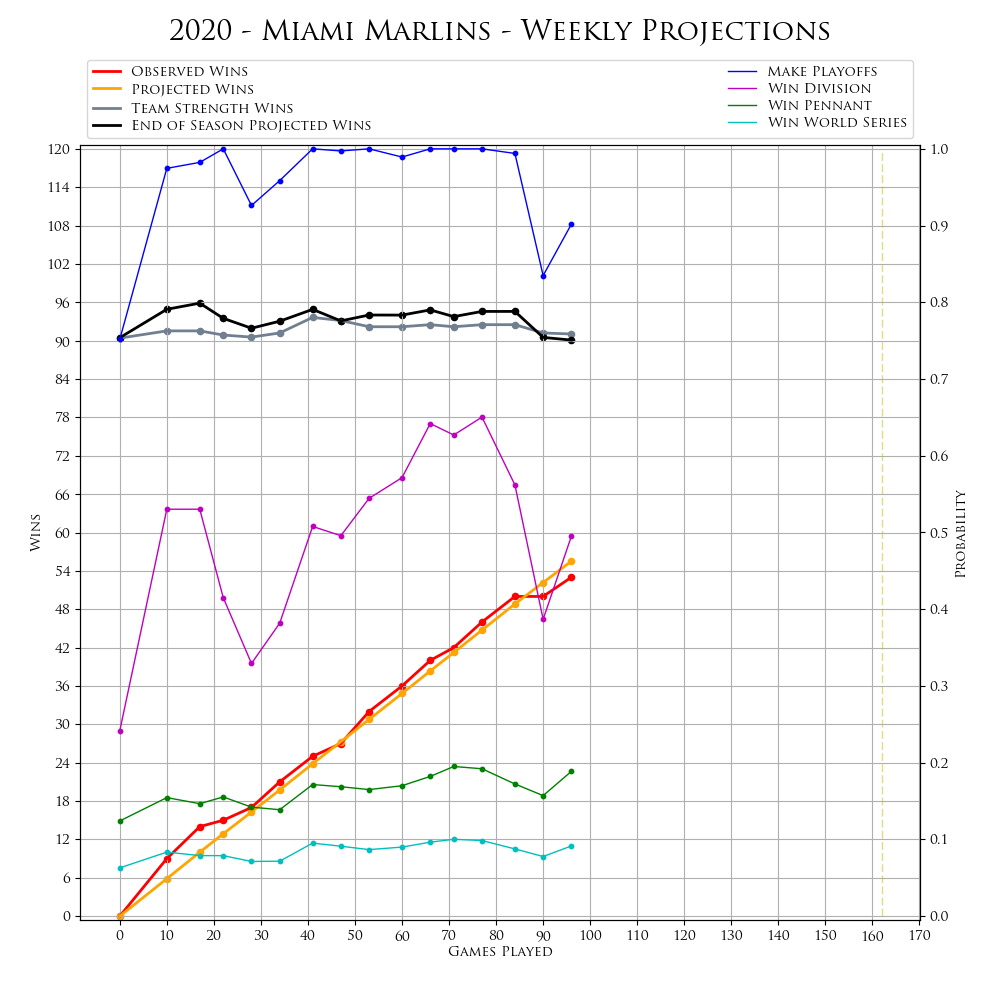 2020 - Miami Marlins - Weekly Projections
Observed Wins
Projected Wins
Team Strength Wins
End of Season Projected Wins
Make Playoffs
Win Division
Win Pennant
Win World Series
120
114
108
102
96
90
84
78
72
66
60
54
48
42
36
30
24
18
12
6
0
Wins
1.0
0.9
0.8
0.7
0.6
0.5
0.4
0.3
0.2
0.1
0.0
Probability
0 10 20 30 40 50 60 70 80 90 100 110 120 130 140 150 160 170
Games Played